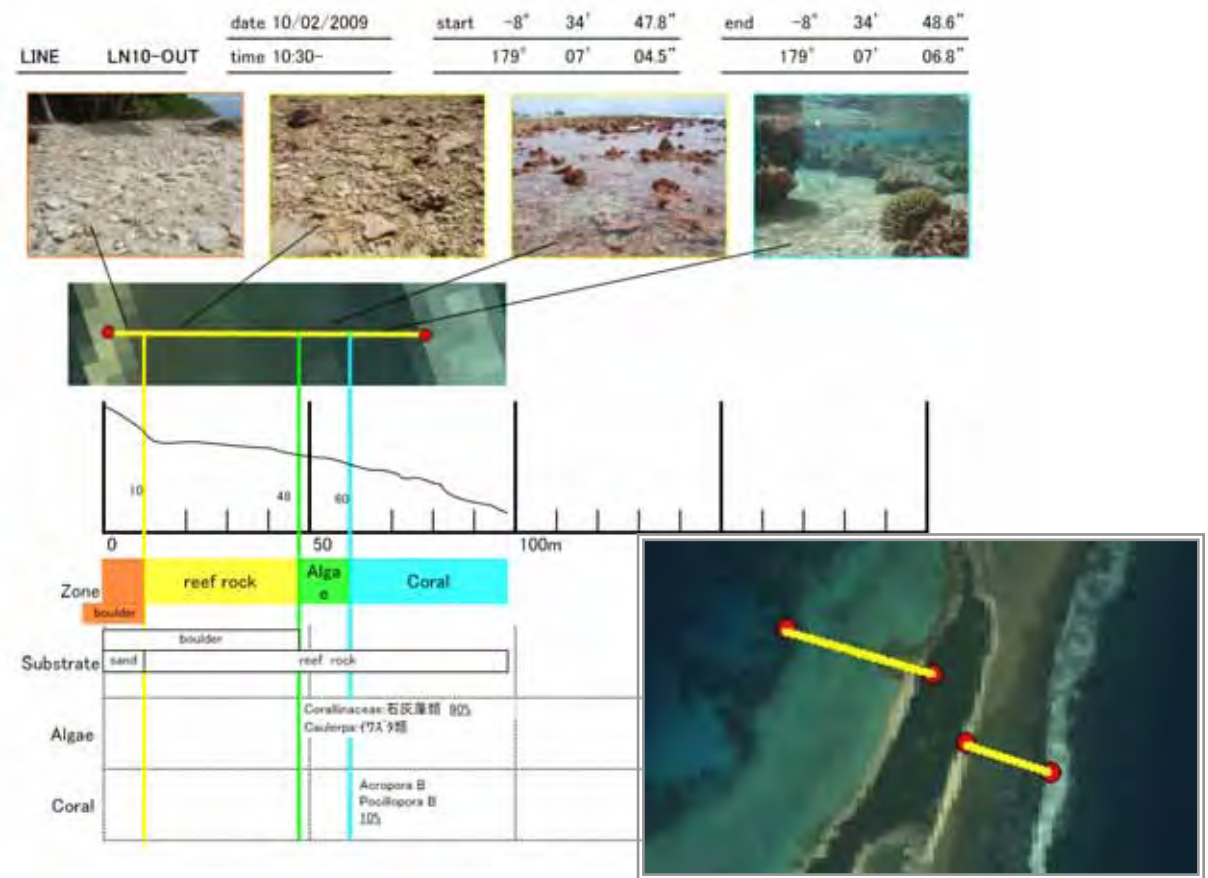 date 10/02/2009 start -8° 34' 47.8" end -8° 34' 48.6"
LINE LN10-OUT time 10:30- 179° 07' 04.5" 179° 07' 06.8"
10 48 60
0 50 100m
Zone reef rock Algae Coral
boulder
boulder
Substrate sand reef rock
Corallinaceae:石灰藻類 90%
Algae
Caulerpa:イワヅタ類
Acropora B
Coral
Pocillopora B
10%